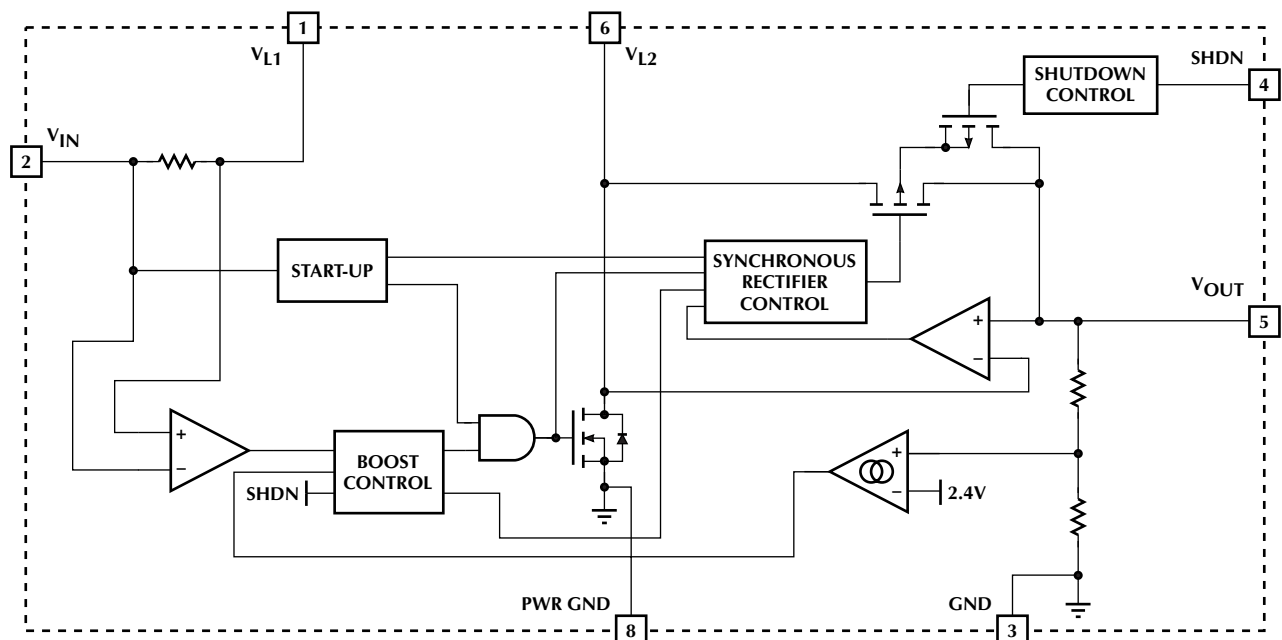 1
6
VL1
VL2
SHDN
SHUTDOWN
CONTROL
4
VIN
2
START-UP
SYNCHRONOUS
RECTIFIER
CONTROL
VOUT
5
+
−
+
−
BOOST
CONTROL
SHDN
+
−
2.4V
PWR GND
GND
8
3